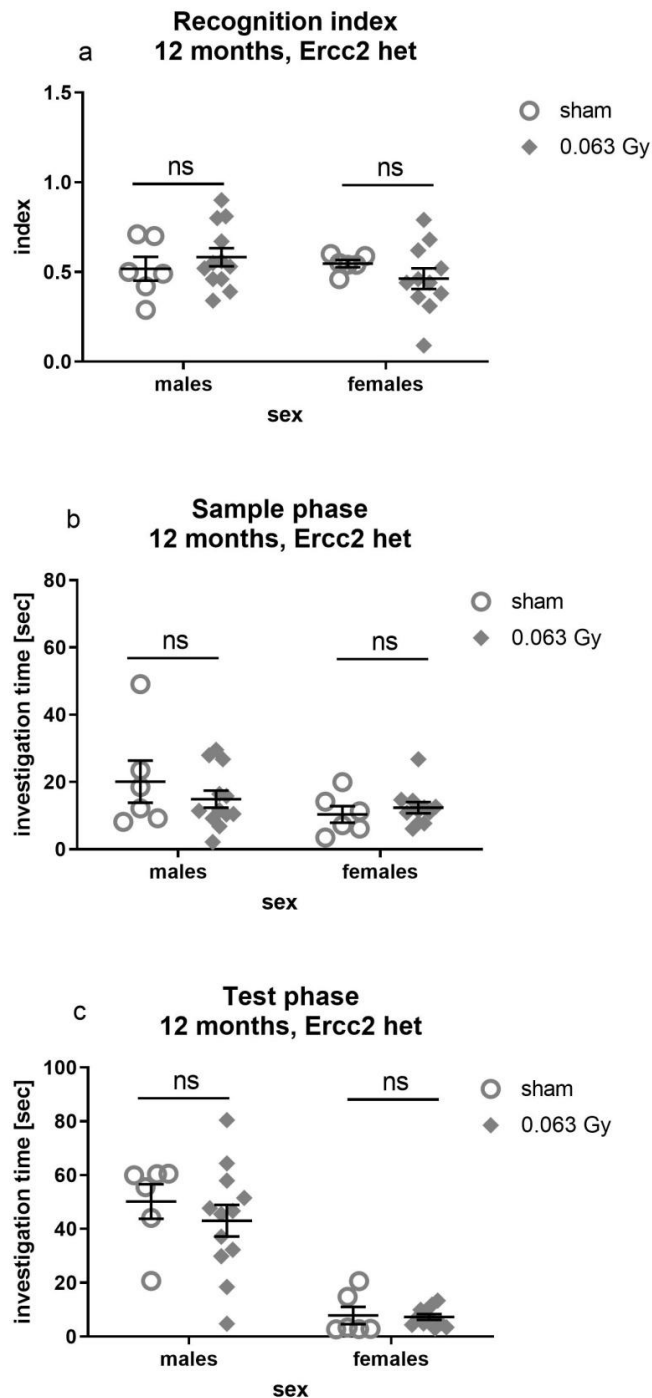 a
Recognition index
12 months, Ercc2 het
1.5
1.0
0.5
0.0
index
ns
ns
sham
0.063 Gy
males
females
sex
b
Sample phase
12 months, Ercc2 het
80
60
40
20
0
investigation time [sec]
ns
ns
sham
0.063 Gy
males
females
sex
c
Test phase
12 months, Ercc2 het
100
80
60
40
20
0
investigation time [sec]
ns
ns
sham
0.063 Gy
males
females
sex